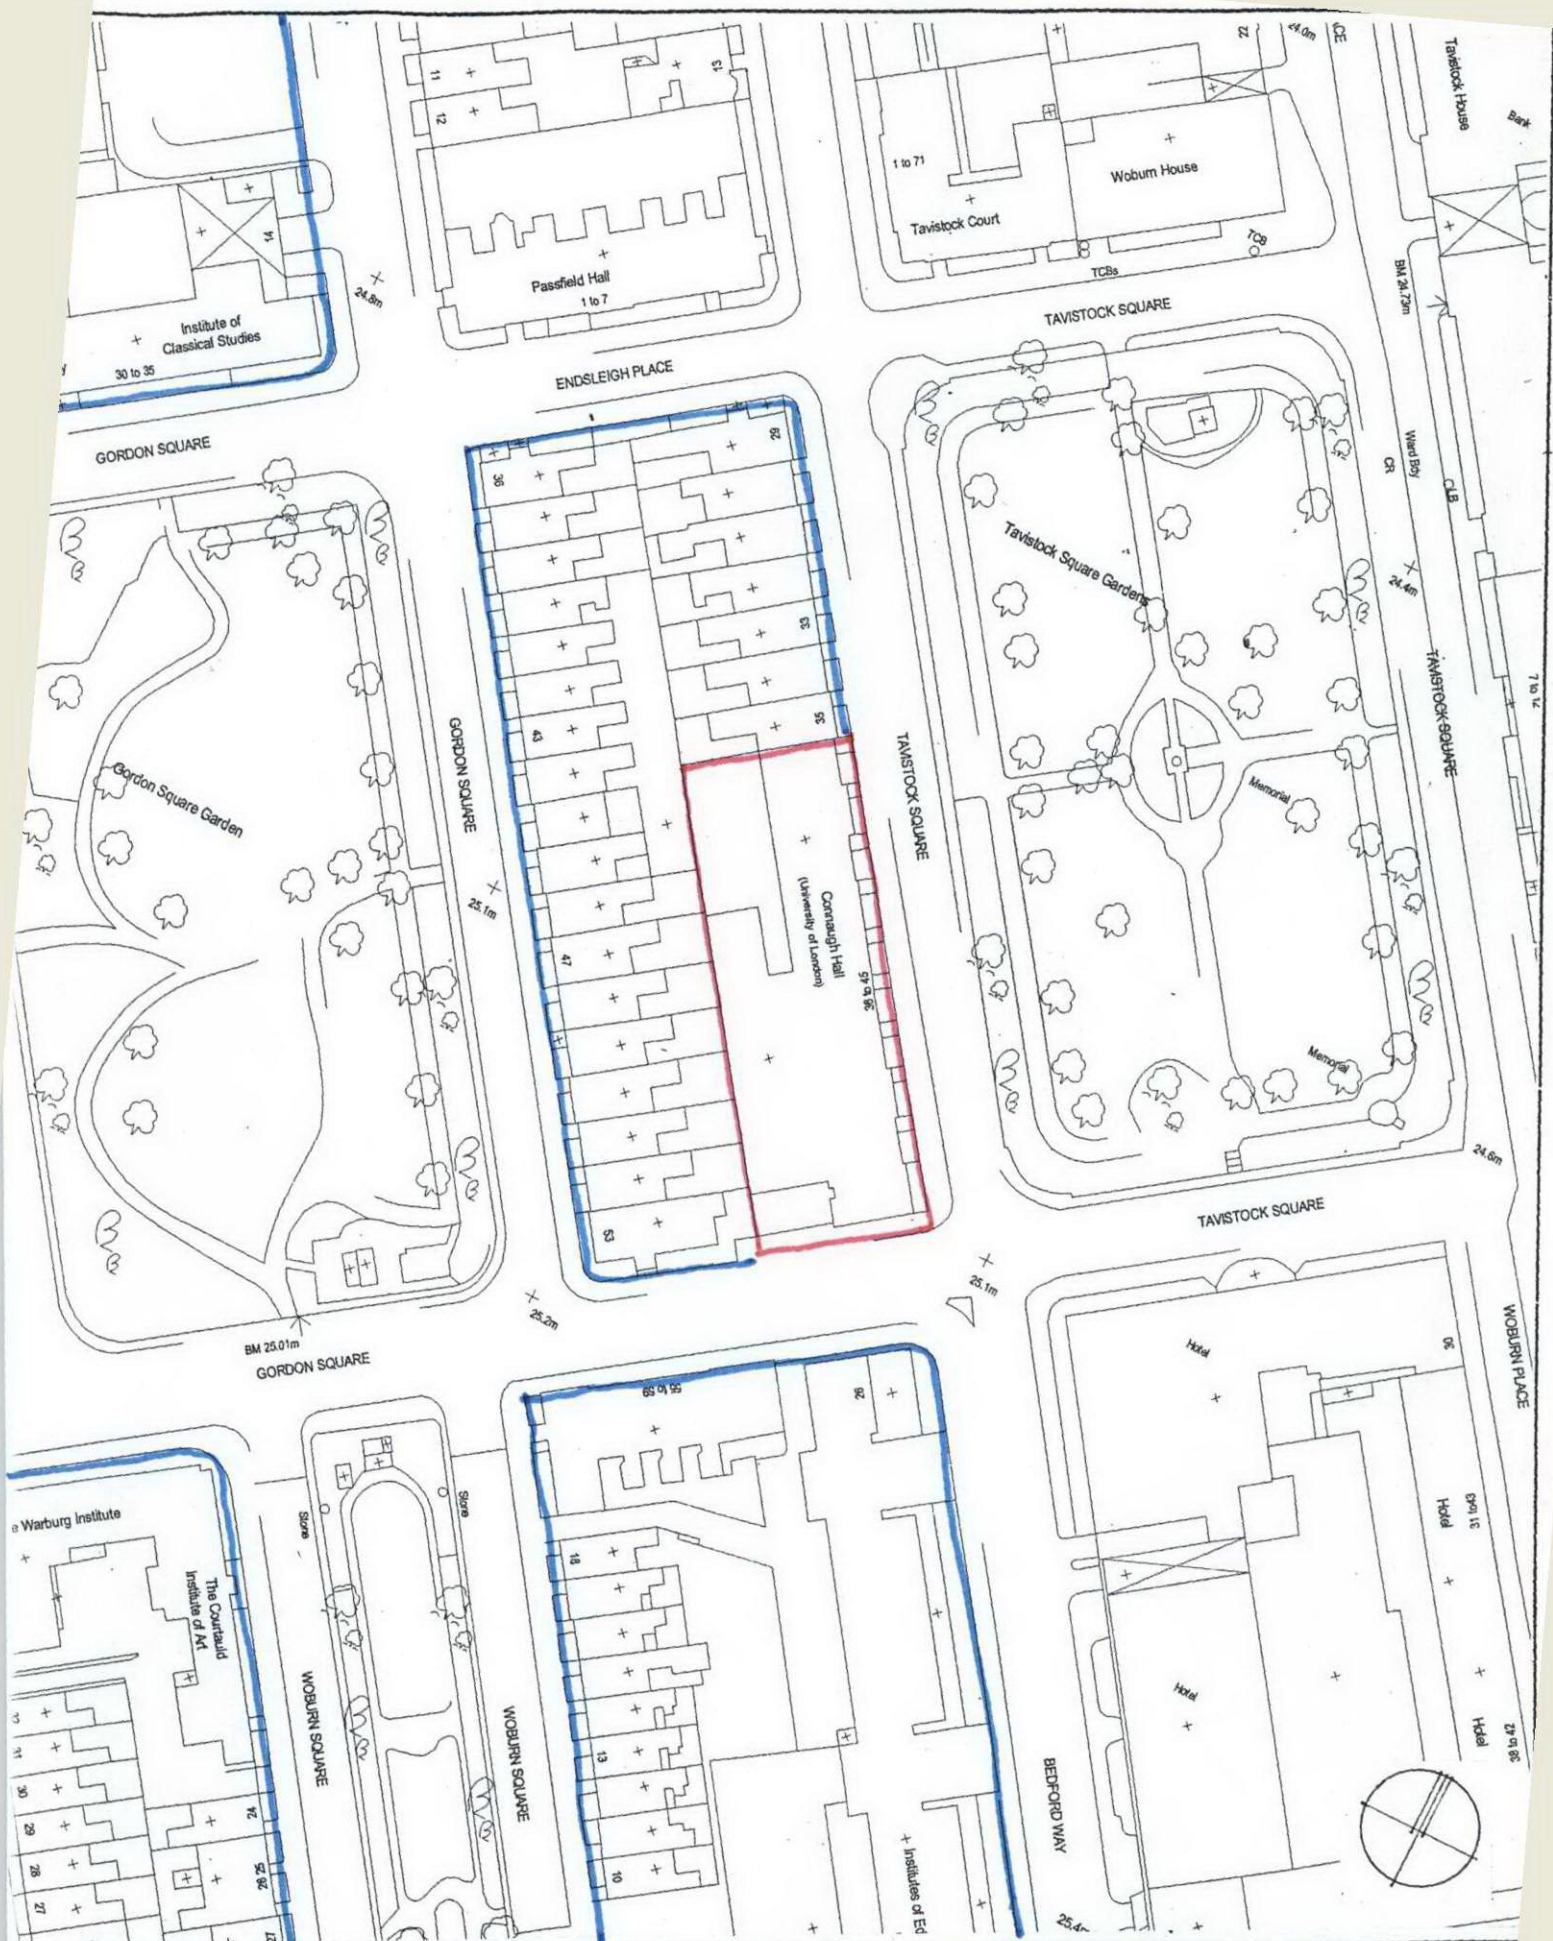 11
12
13
22
24.0m
Tavistock House
Bank
1 to 71
Woburn House
Tavistock Court
TCB
TCBs
14
24.8m
Passfield Hall
1 to 7
BM 24.73m
TAVISTOCK SQUARE
Institute of
Classical Studies
30 to 35
ENDSLEIGH PLACE
GORDON SQUARE
29
36
Ward Bdy
CR
LB
Tavistock Square Gardens
24.4m
33
35
43
GORDON SQUARE
TAVISTOCK SQUARE
TAVISTOCK SQUARE
7 to 12
Gordon Square Garden
Memorial
25.1m
Connaugh Hall
(University of London)
36 to 45
47
Memorial
24.6m
53
TAVISTOCK SQUARE
25.1m
25.2m
BM 25.01m
GORDON SQUARE
Hotel
30
WOBURN PLACE
55 to 59
26
Stone
Stone
e Warburg Institute
The Courtauld
Institute of Art
18
Hotel
31 to 43
WOBURN SQUARE
WOBURN SQUARE
13
Hotel
Hotel
38 to 42
BEDFORD WAY
31
30
29
28
27
24
26 25
10
Institutes of Ed